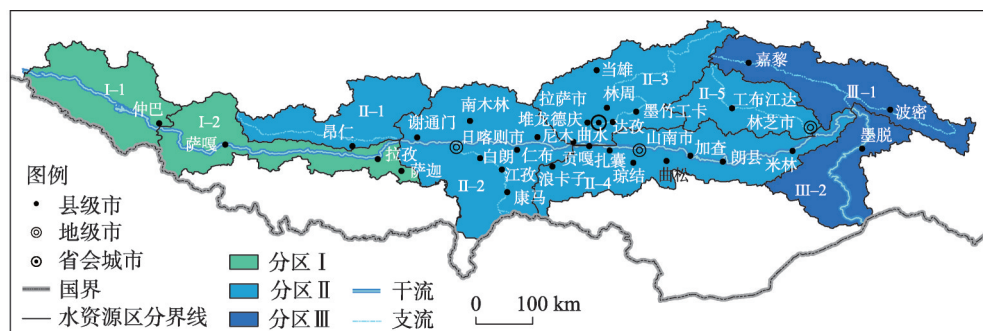 I–1
仲巴
I–2
萨嘎
II–1
昂仁
拉孜
萨迦
谢通门
南木林
日喀则市
白朗
仁布
江孜
II–2
康马
当雄
II–3
拉萨市
林周
堆龙德庆
墨竹工卡
达孜
尼木
曲水
贡嘎
扎囊
山南市
浪卡子
II–4
琼结
曲松
加查
朗县
米林
II–5
工布江达
林芝市
嘉黎
III–1
波密
墨脱
III–2
图例
县级市
地级市
省会城市
国界
水资源区分界线
分区 I
分区 II
分区 III
干流
支流
0 100 km